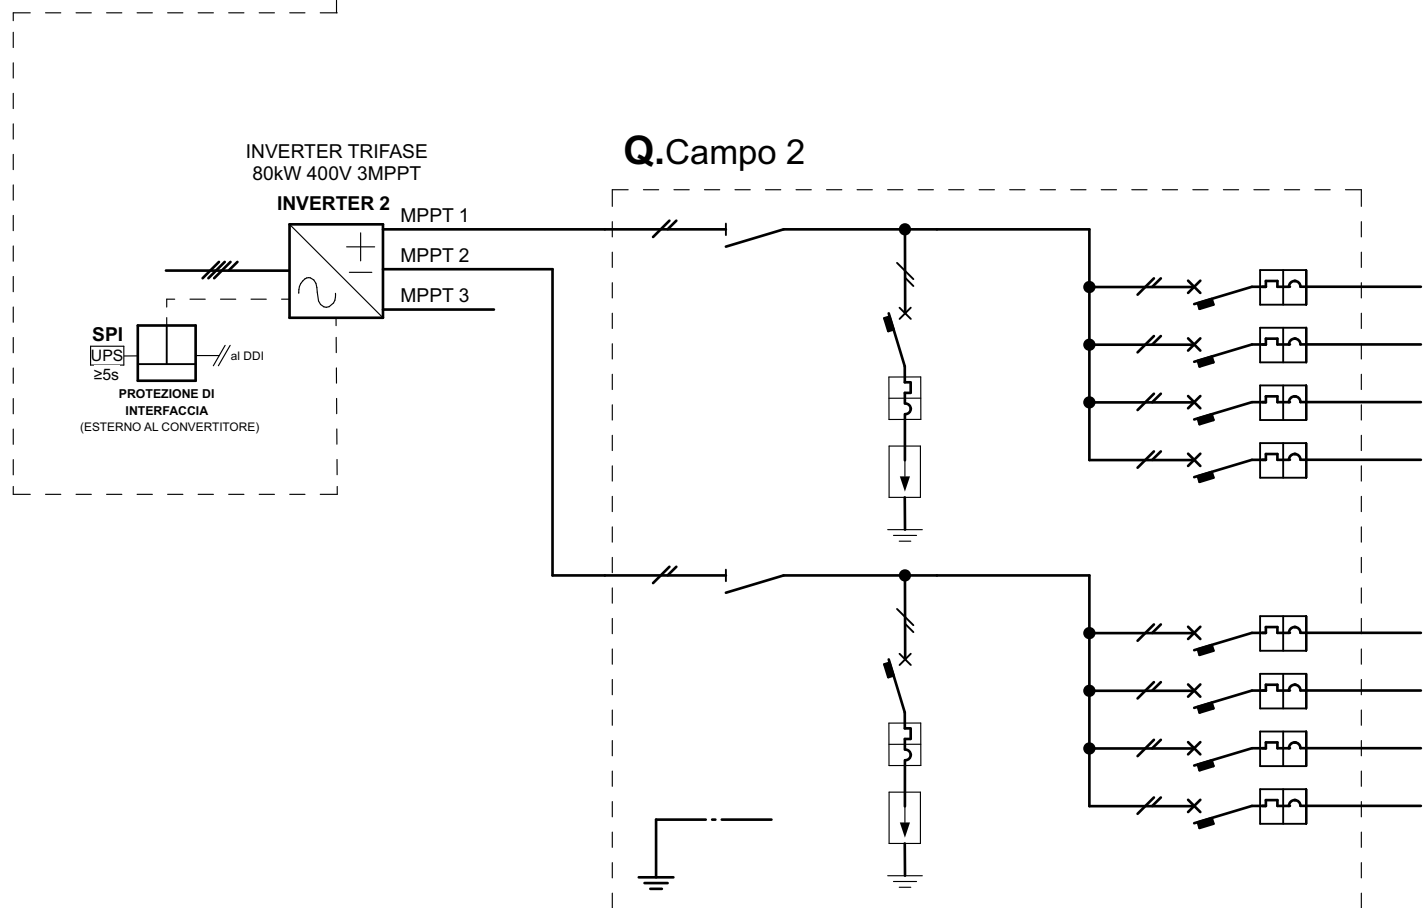 Q.Campo 2
INVERTER TRIFASE
80kW 400V 3MPPT
INVERTER 2
MPPT 1
MPPT 2
MPPT 3
SPI
UPS
≥5s
al DDI
PROTEZIONE DI
INTERFACCIA
(ESTERNO AL CONVERTITORE)